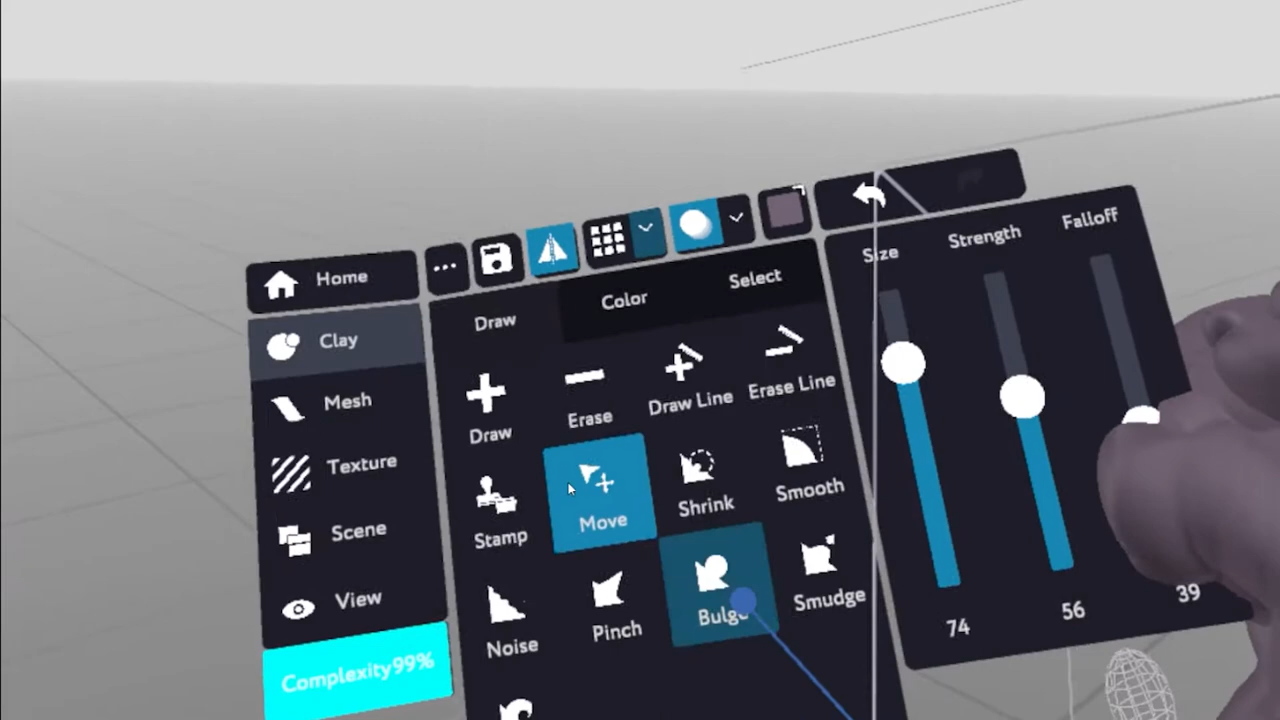 Home
Clay
Mesh
Texture
Scene
View
Complexity99%
Draw
Color
Select
Draw
Erase
Draw Line
Erase Line
Stamp
Move
Shrink
Smooth
Noise
Pinch
Bulge
Smudge
Size
Strength
Falloff
74
56
39